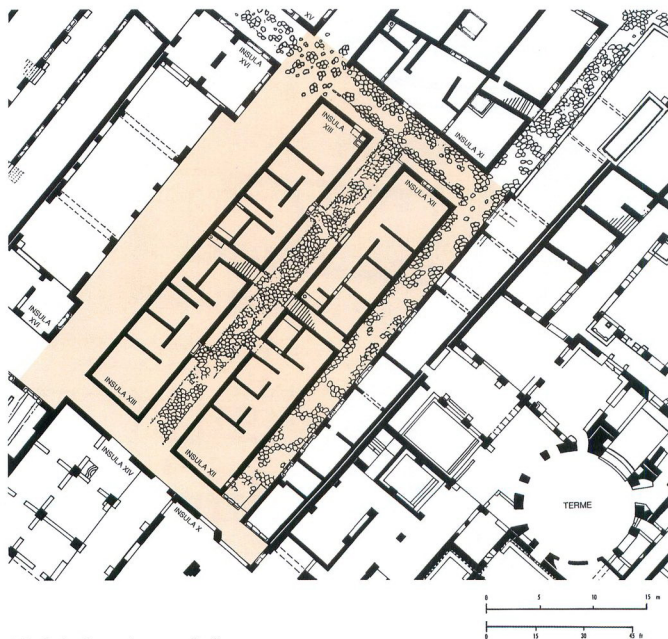 XV
INSULA
XVI
INSULA
XIII
INSULA XI
INSULA XII
INSULA
XVI
INSULA XIII
INSULA XII
INSULA XIV
INSULA X
TERME
0 5 10 15 m
0 15 30 45 ft